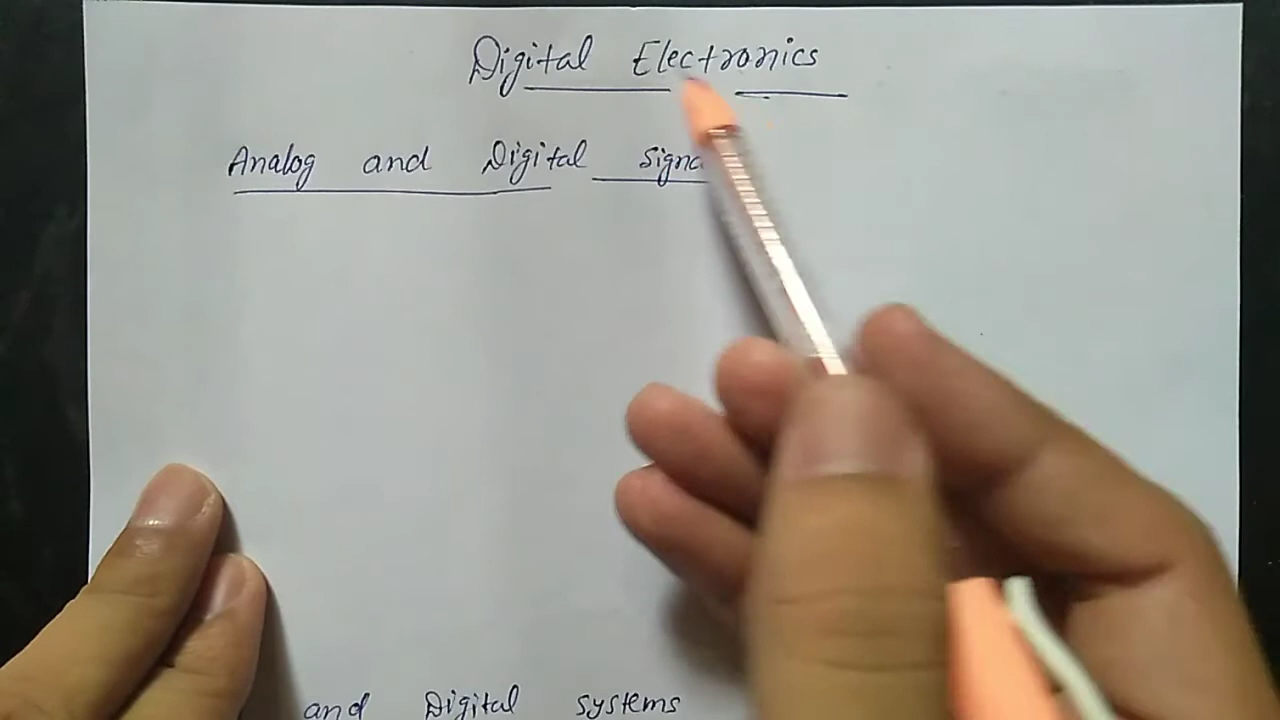 Digital Electronics
Analog and Digital
and Digital systems